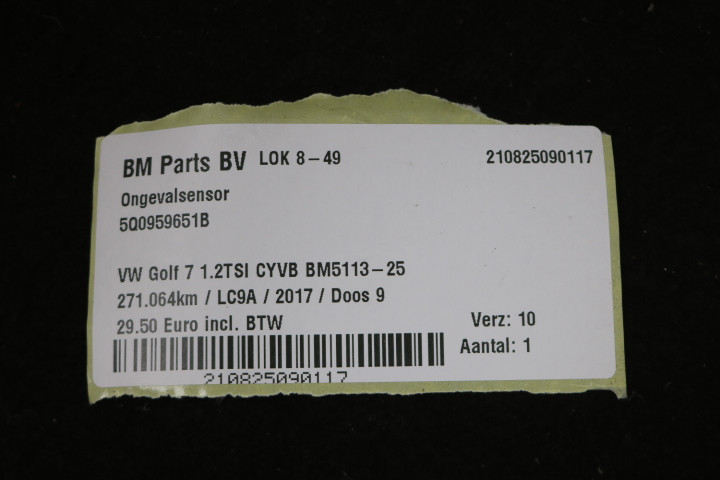 BM Parts BV LOK 8-49 210825090117
Ongevalsensor
5Q0959651B
VW Golf 7 1.2TSI CYVB BM5113-25
271.064km / LC9A / 2017 / Doos 9
29.50 Euro incl. BTW Verz: 10
Aantal: 1
210825090117